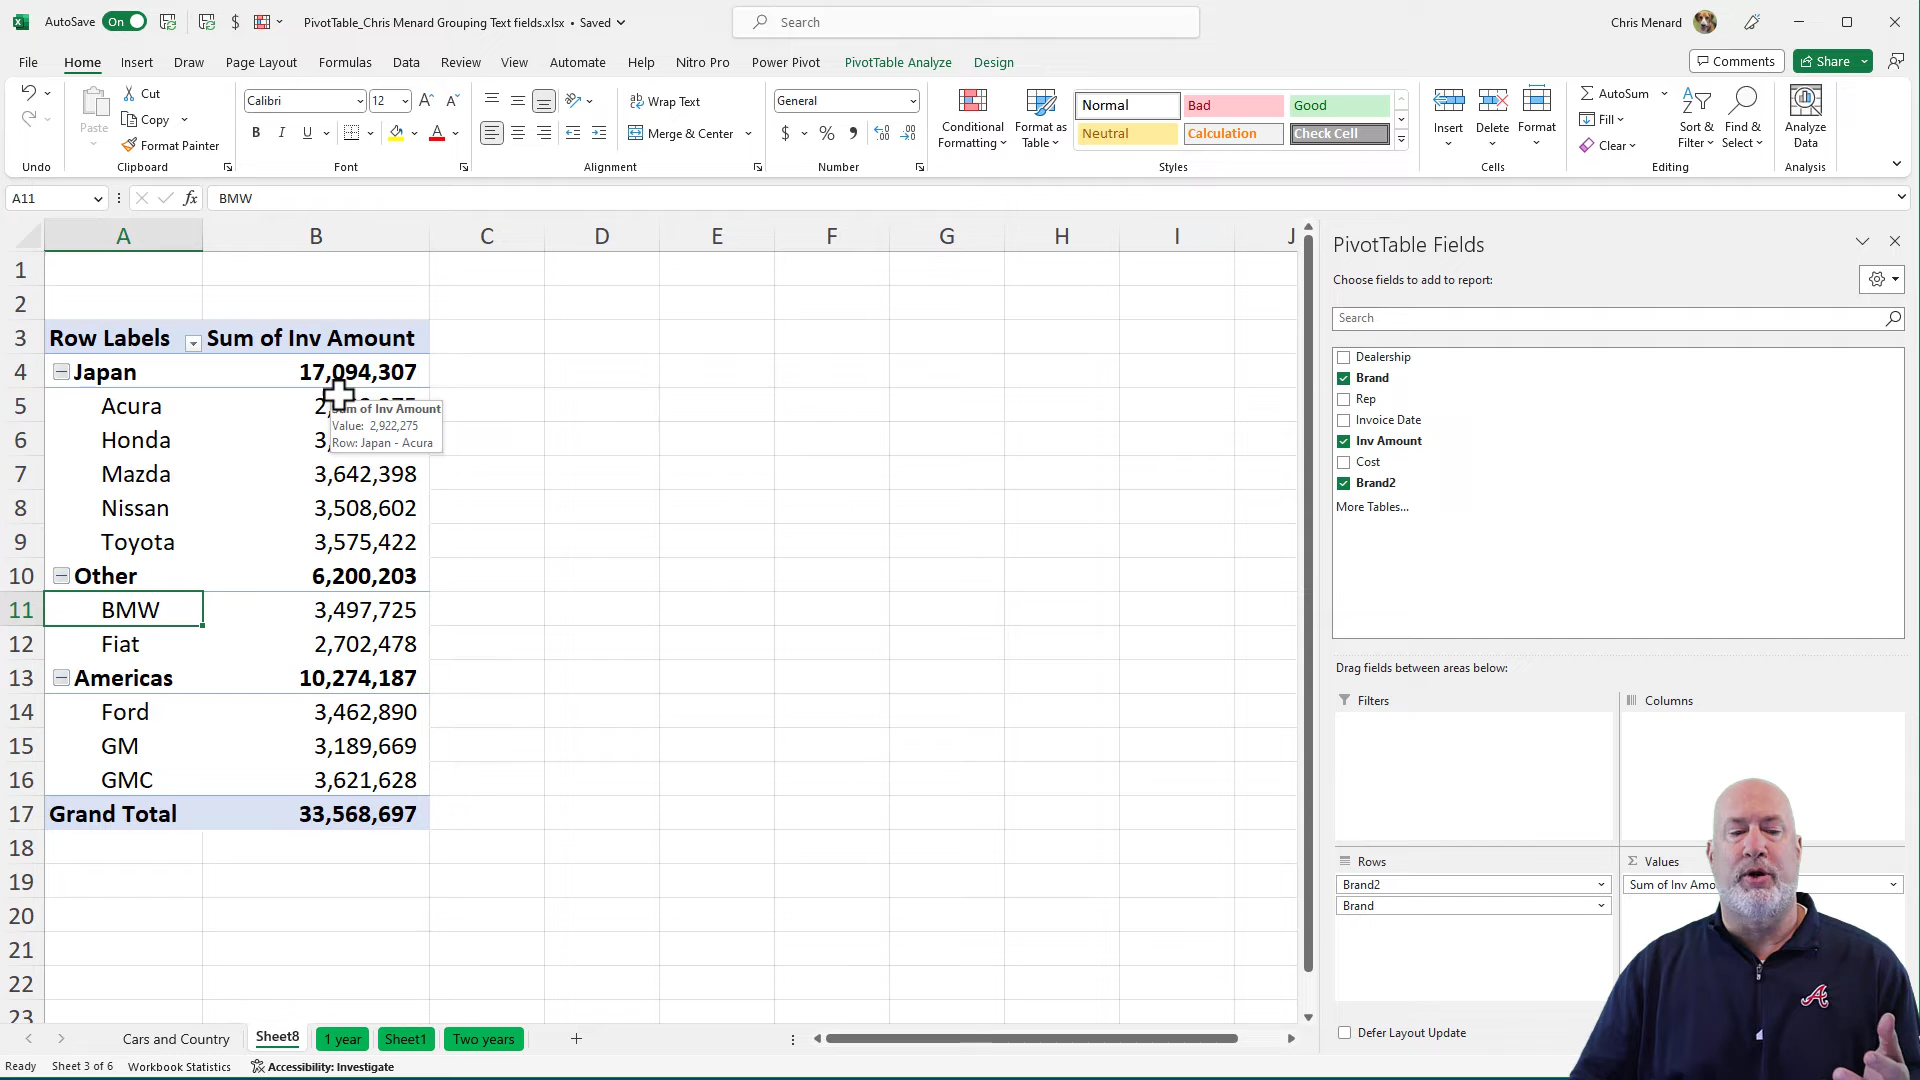 AutoSave On $ PivotTable_Chris Menard Grouping Text fields.xlsx • Saved Search Chris Menard
File Home Insert Draw Page Layout Formulas Data Review View Automate Help Nitro Pro Power Pivot PivotTable Analyze Design Comments Share
Cut
Copy
Format Painter
Paste
Calibri 12
B I U
Wrap Text
Merge & Center
General
$ %
Conditional Formatting
Format as Table
Normal Bad Good
Neutral Calculation Check Cell
Insert Delete Format
AutoSum
Fill
Clear
Sort & Filter
Find & Select
Analyze Data
Undo Clipboard Font Alignment Number Styles Cells Editing Analysis
A11 fx BMW
A B C D E F G H I J
1
2
3 Row Labels Sum of Inv Amount
4 Japan 17,094,307
5 Acura
Sum of Inv Amount
Value: 2,922,275
Row: Japan - Acura
6 Honda
7 Mazda 3,642,398
8 Nissan 3,508,602
9 Toyota 3,575,422
10 Other 6,200,203
11 BMW 3,497,725
12 Fiat 2,702,478
13 Americas 10,274,187
14 Ford 3,462,890
15 GM 3,189,669
16 GMC 3,621,628
17 Grand Total 33,568,697
18
19
20
21
22
23
PivotTable Fields
Choose fields to add to report:
Search
Dealership
Brand
Rep
Invoice Date
Inv Amount
Cost
Brand2
More Tables...
Drag fields between areas below:
Filters Columns
Rows Values
Brand2 Sum of Inv Amo
Brand
Defer Layout Update
Cars and Country Sheet8 1 year Sheet1 Two years
Ready Sheet 3 of 6 Workbook Statistics Accessibility: Investigate